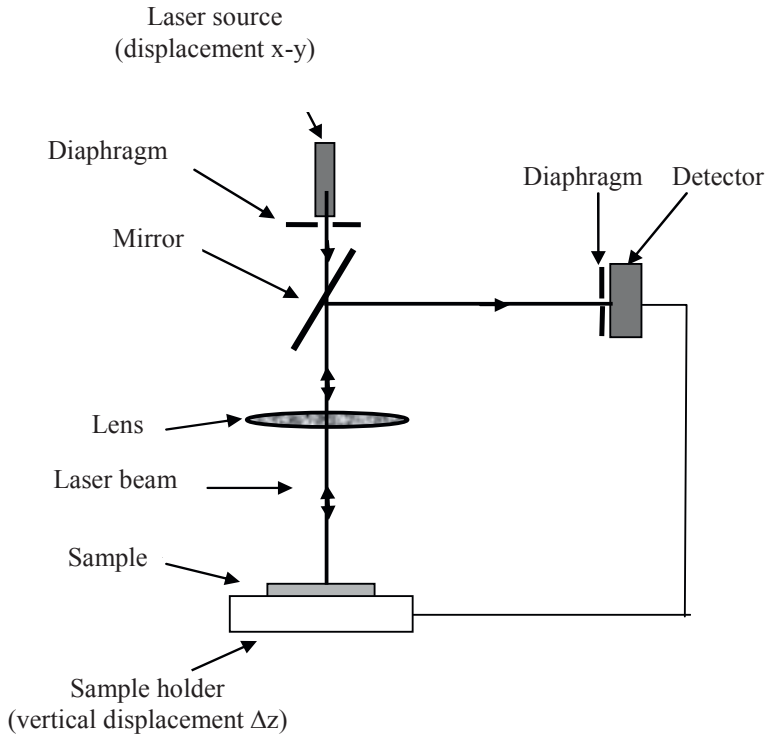 Laser source
(displacement x-y)
Diaphragm
Diaphragm
Detector
Mirror
Lens
Laser beam
Sample
Sample holder
(vertical displacement Δz)